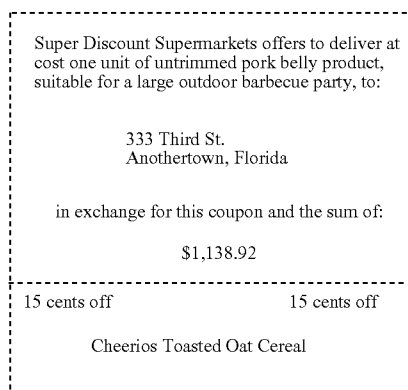 Super Discount Supermarkets offers to deliver at
cost one unit of untrimmed pork belly product,
suitable for a large outdoor barbecue party, to:
333 Third St.
Anothertown, Florida
in exchange for this coupon and the sum of:
$1,138.92
15 cents off 15 cents off
Cheerios Toasted Oat Cereal